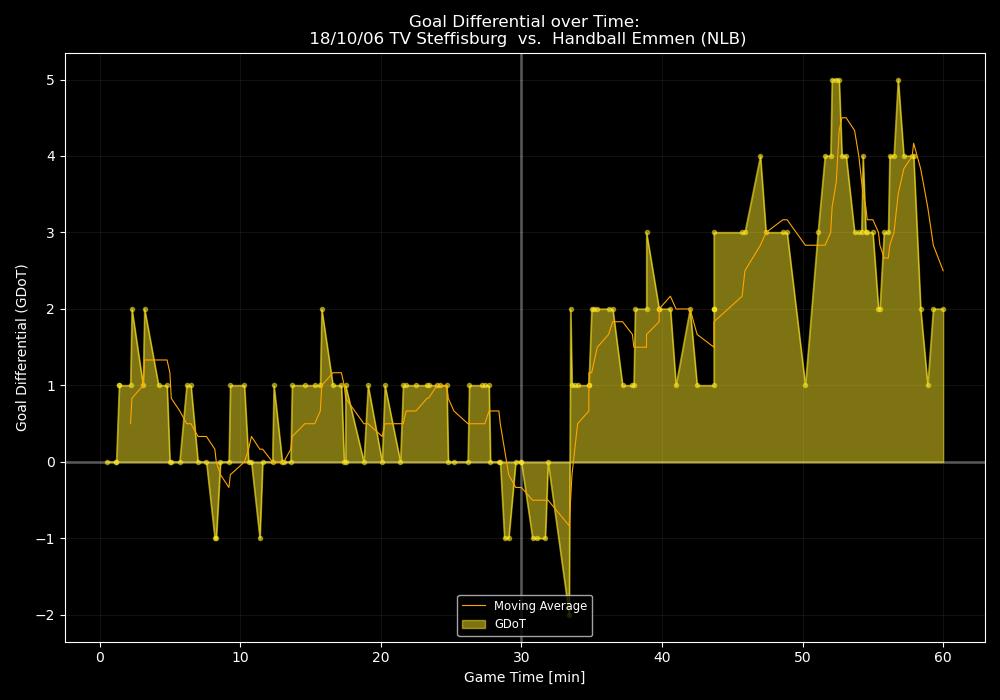 Goal Differential over Time:
18/10/06 TV Steffisburg  vs.  Handball Emmen (NLB)
Goal Differential (GDoT)
5
4
3
2
1
0
−1
−2
Moving Average
GDoT
0 10 20 30 40 50 60
Game Time [min]